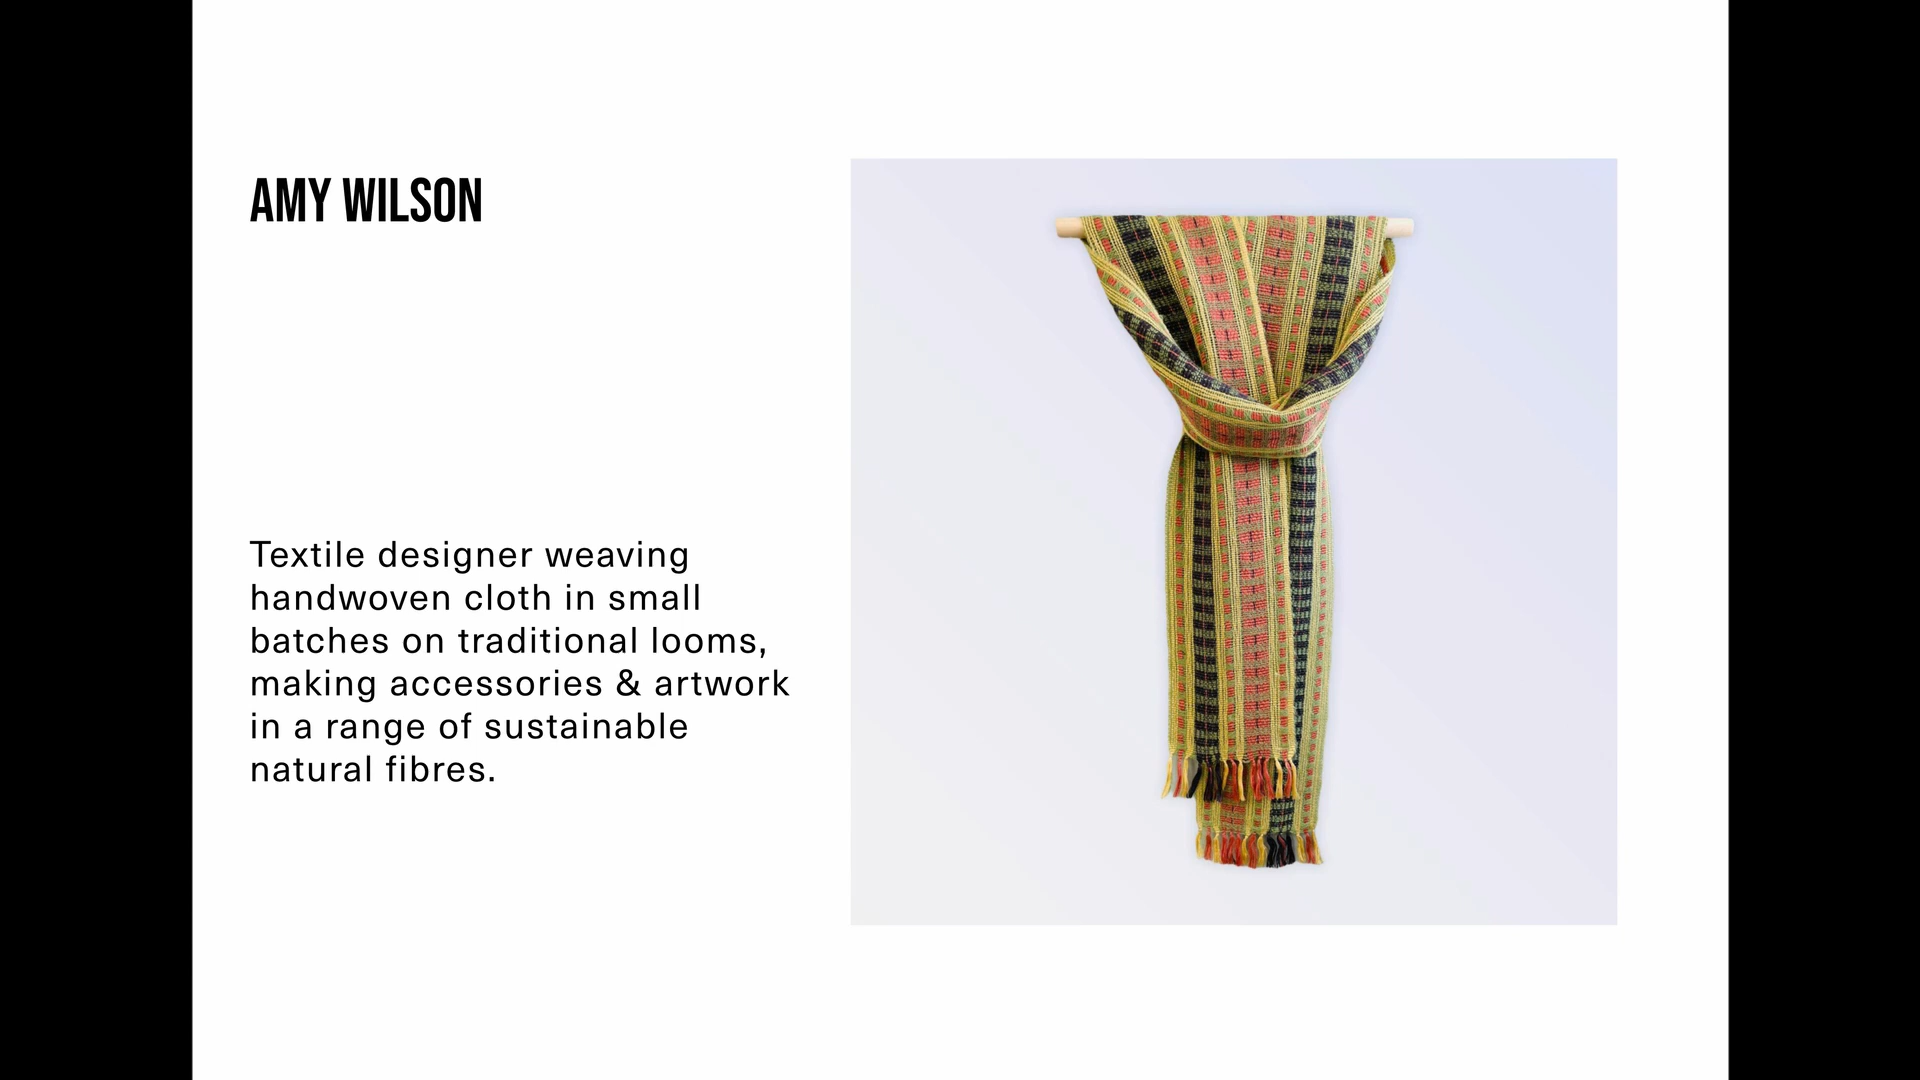 AMY WILSON
Textile designer weaving
handwoven cloth in small
batches on traditional looms,
making accessories & artwork
in a range of sustainable
natural fibres.